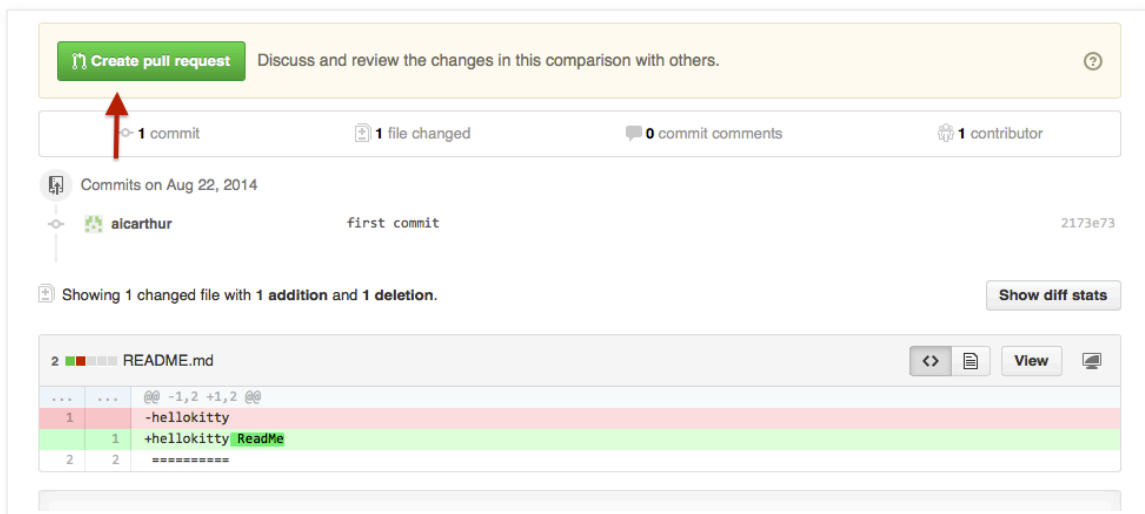 Create pull request Discuss and review the changes in this comparison with others. ?
1 commit 1 file changed 0 commit comments 1 contributor
Commits on Aug 22, 2014
aicarthur first commit 2173e73
Showing 1 changed file with 1 addition and 1 deletion. Show diff stats
2 README.md <> View
... ... @@ -1,2 +1,2 @@
1 -hellokitty
1 +hellokitty ReadMe
2 2 ==========